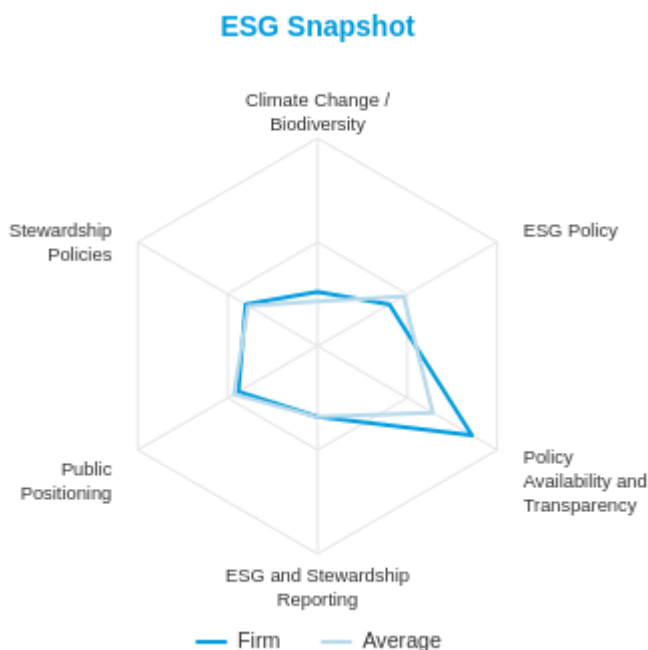 ESG Snapshot
Climate Change /
Biodiversity
Stewardship
Policies
ESG Policy
Public
Positioning
Policy
Availability and
Transparency
ESG and Stewardship
Reporting
Firm
Average